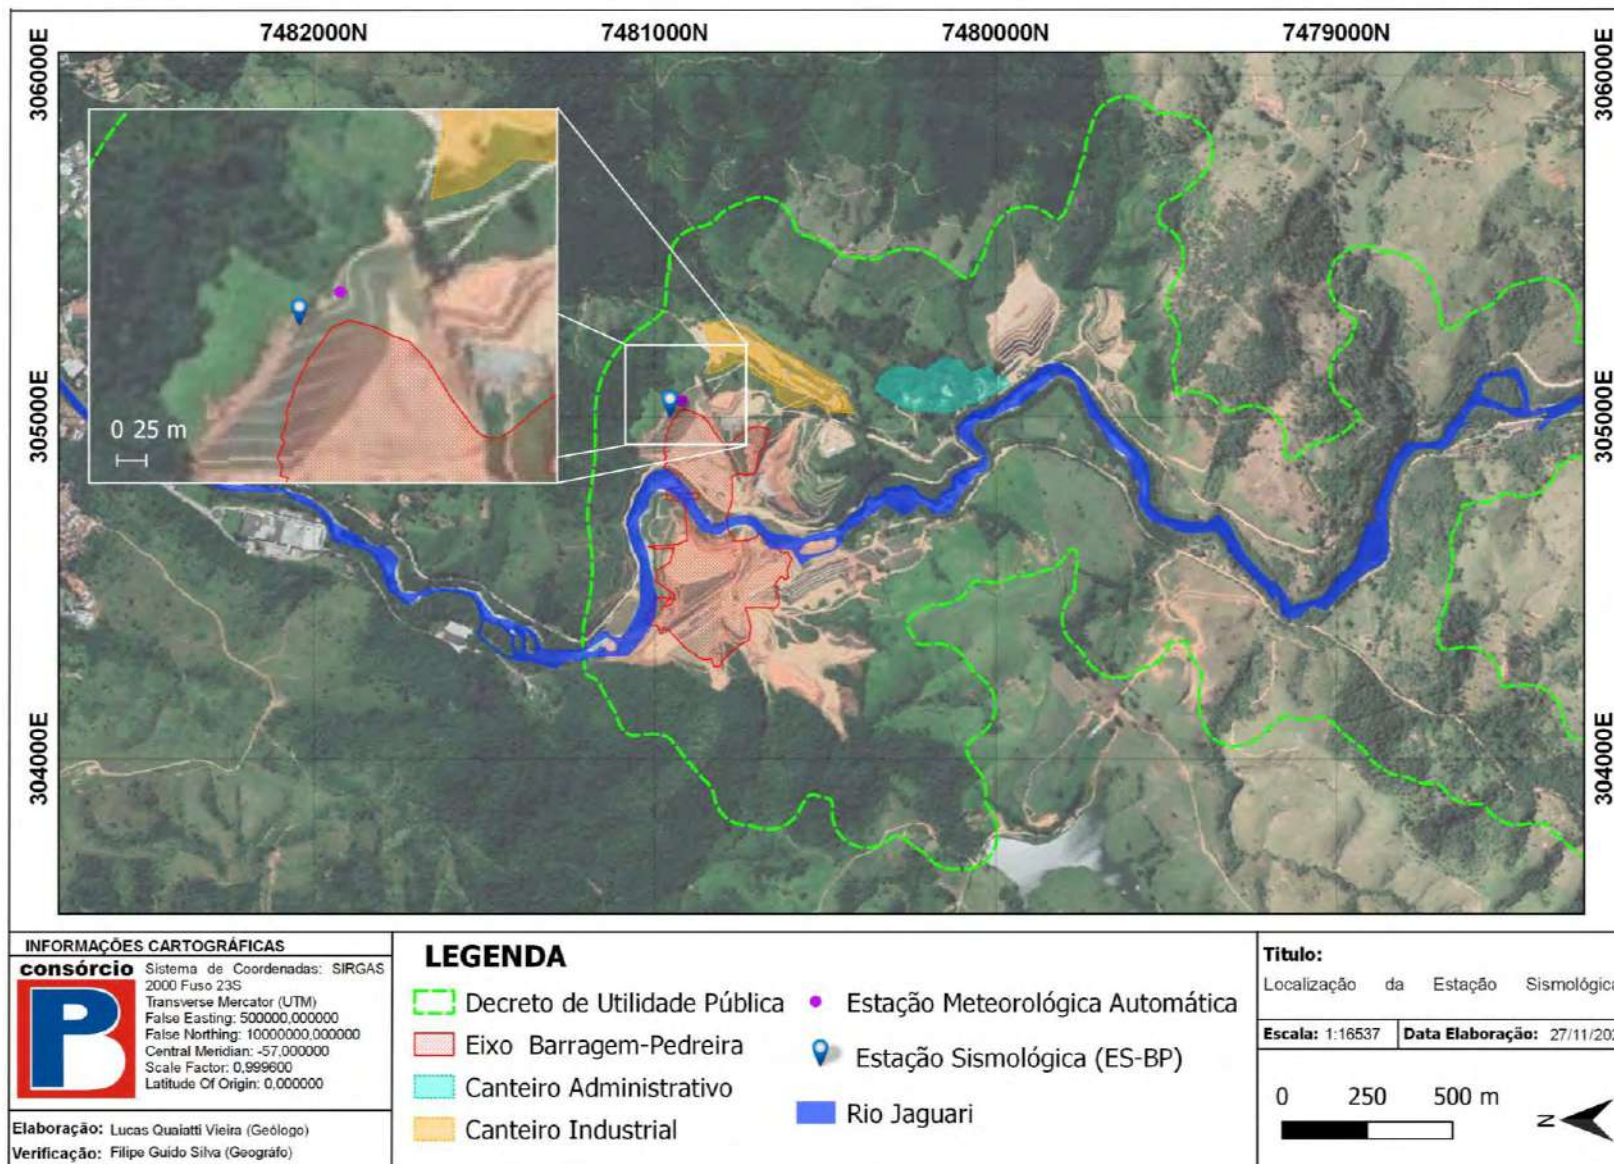 7482000N 7481000N 7480000N 7479000N
306000E 306000E
305000E 305000E
304000E 304000E
0 25 m
INFORMAÇÕES CARTOGRÁFICAS
consórcio
PB
Sistema de Coordenadas: SIRGAS
2000 Fuso 23S
Transverse Mercator (UTM)
False Easting: 500000,000000
False Northing: 10000000,000000
Central Meridian: -57,000000
Scale Factor: 0,999600
Latitude Of Origin: 0,000000
Elaboração: Lucas Quaiatti Vieira (Geólogo)
Verificação: Filipe Guido Silva (Geográfo)
LEGENDA
Decreto de Utilidade Pública
Eixo Barragem-Pedreira
Canteiro Administrativo
Canteiro Industrial
Estação Meteorológica Automática
Estação Sismológica (ES-BP)
Rio Jaguari
Titulo:
Localização da Estação Sismológica
Escala: 1:16537 Data Elaboração: 27/11/202
0 250 500 m
N